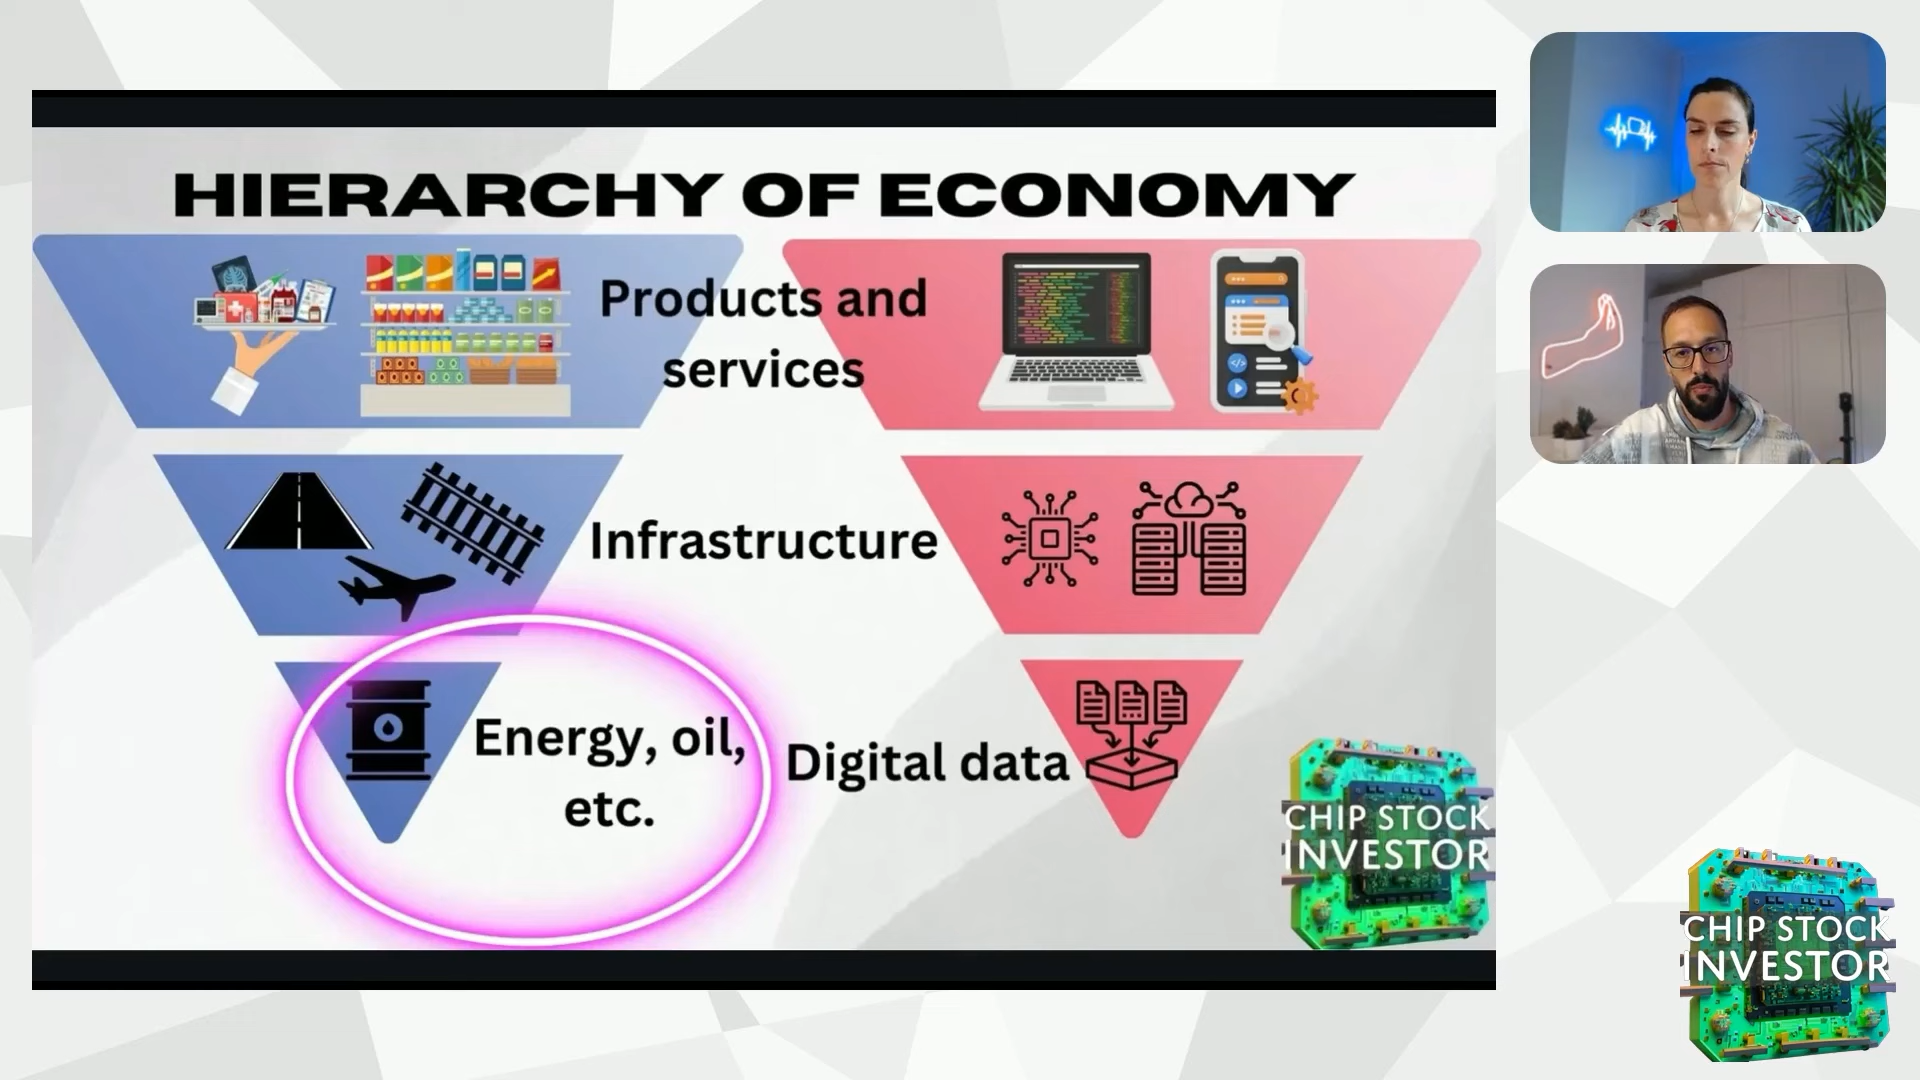 HIERARCHY OF ECONOMY
Products and
services
Infrastructure
Energy, oil,
etc.
Digital data
CHIP STOCK
INVESTOR
CHIP STOCK
INVESTOR